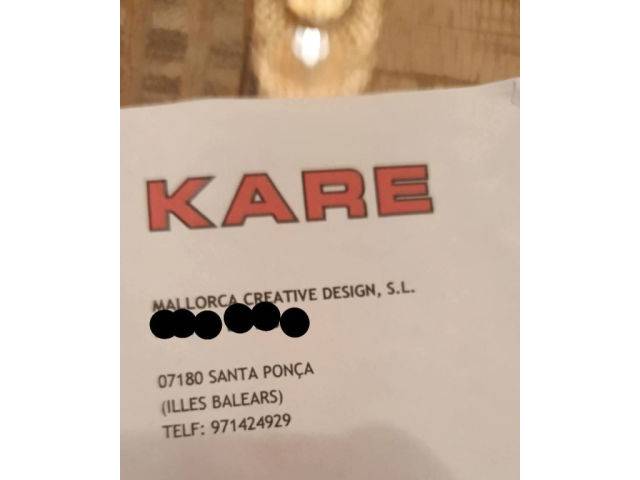 KARE
MALLORCA CREATIVE DESIGN, S.L.
07180 SANTA PONÇA
(ILLES BALEARS)
TELF: 971424929